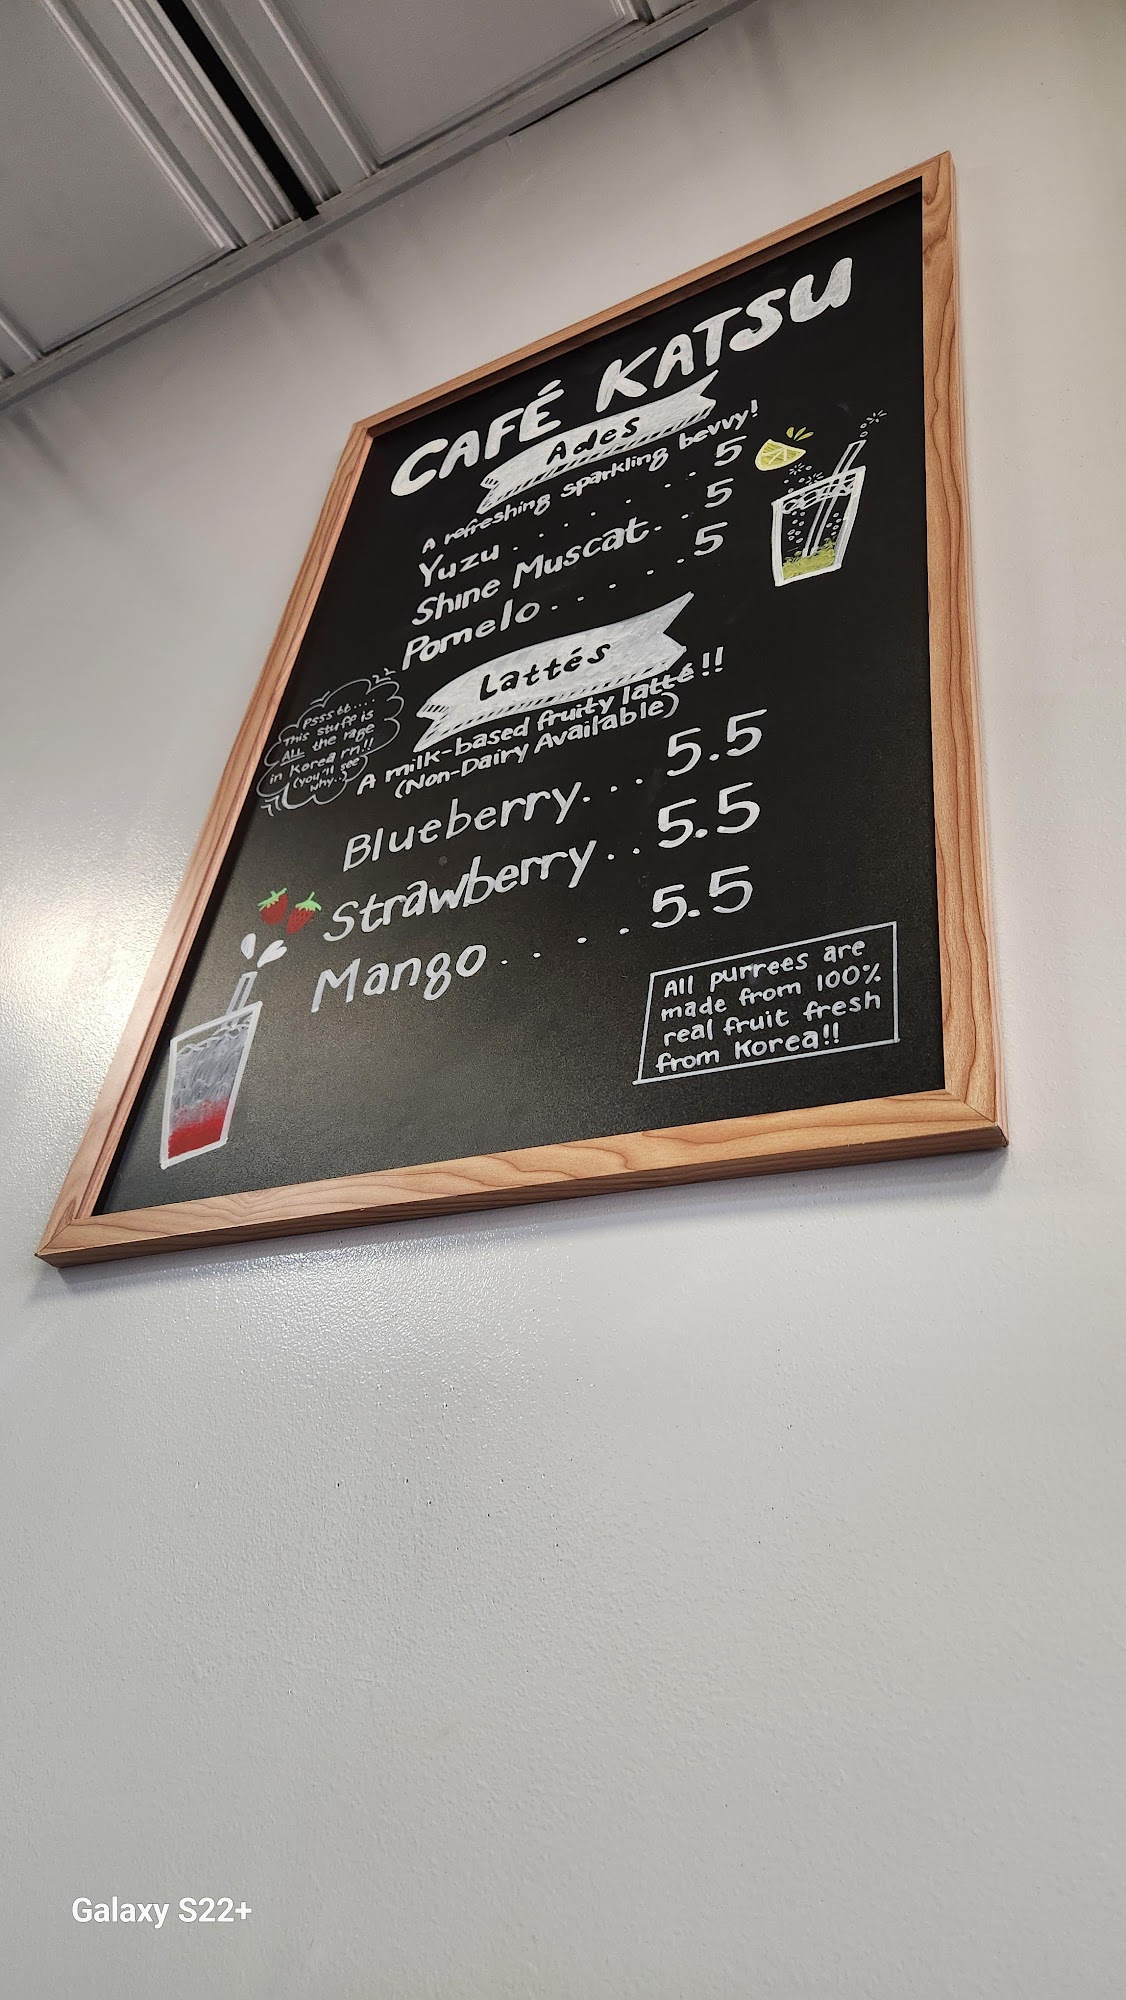 CAFÉ KATSU
Ades
A refreshing sparkling bevvy!
Yuzu . . . . . . 5
Shine Muscat. . 5
Pomelo. . . . . . 5
Lattés
A milk-based fruity latté!!
(Non-Dairy Available)
Pssstt....
This stuff is
ALL the rage
in Korea rn!!
(you'll see
why..)
Blueberry. . . 5.5
Strawberry. . 5.5
Mango. . . . 5.5
All purrees are
made from 100%
real fruit fresh
from Korea!!
Galaxy S22+